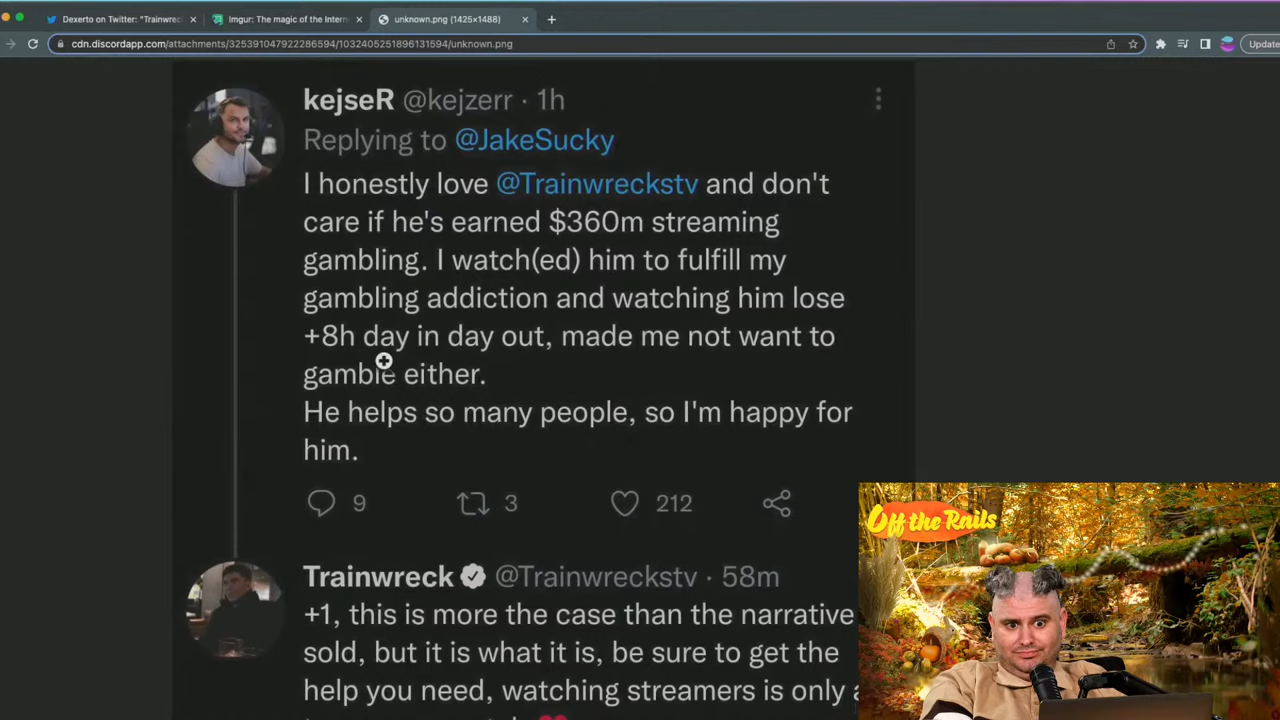 Dexerto on Twitter: "Trainwrec
Imgur: The magic of the Intern
unknown.png (1425×1488)
cdn.discordapp.com/attachments/325391047922286594/1032405251896131594/unknown.png
Update
kejseR @kejzerr · 1h
Replying to @JakeSucky
I honestly love @Trainwreckstv and don't
care if he's earned $360m streaming
gambling. I watch(ed) him to fulfill my
gambling addiction and watching him lose
+8h day in day out, made me not want to
gamble either.
He helps so many people, so I'm happy for
him.
9 3 212
Off the Rails
Trainwreck @Trainwreckstv · 58m
+1, this is more the case than the narrative
sold, but it is what it is, be sure to get the
help you need, watching streamers is only a